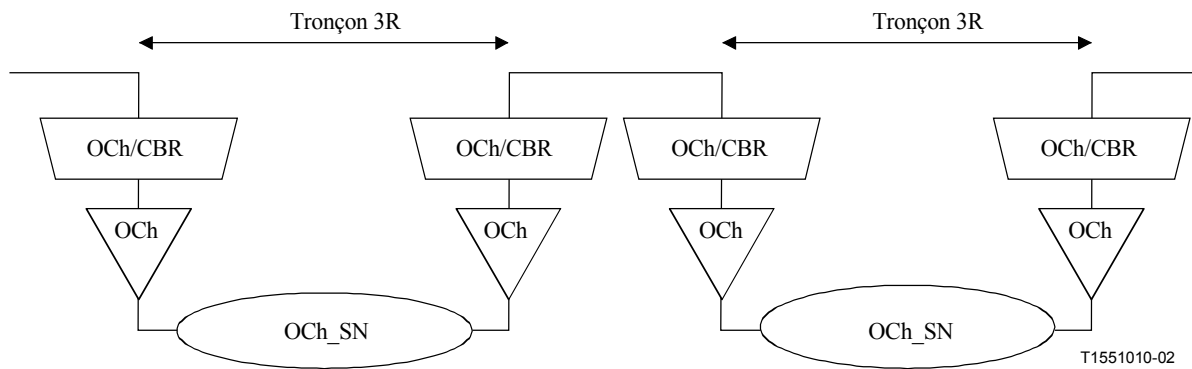 Tronçon 3R
Tronçon 3R
OCh/CBR
OCh/CBR
OCh/CBR
OCh/CBR
OCh
OCh
OCh
OCh
OCh_SN
OCh_SN
T1551010-02